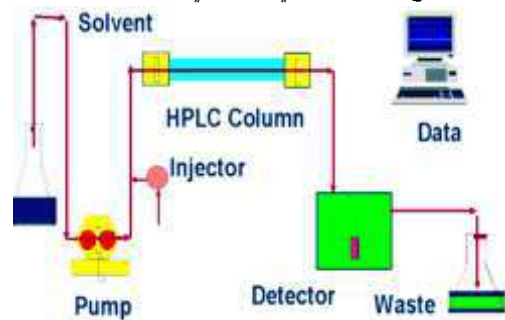 Solvent
HPLC Column
Data
Injector
Pump
Detector
Waste